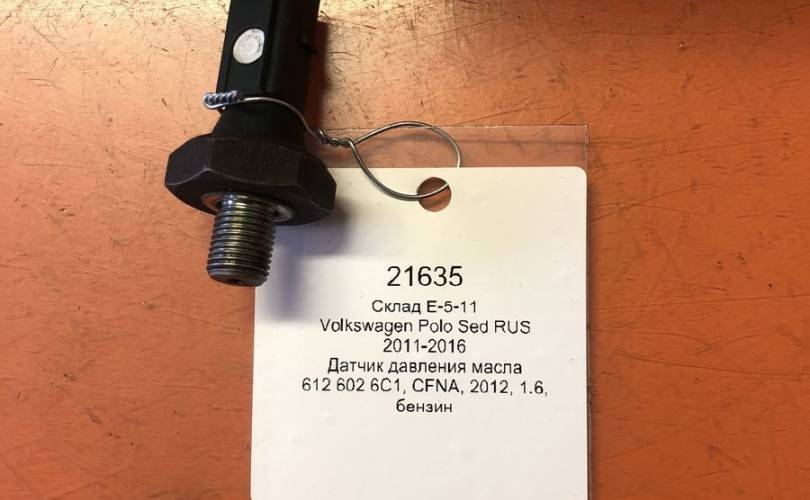 21635
Склад Е-5-11
Volkswagen Polo Sed RUS
2011-2016
Датчик давления масла
612 602 6C1, CFNA, 2012, 1.6,
бензин